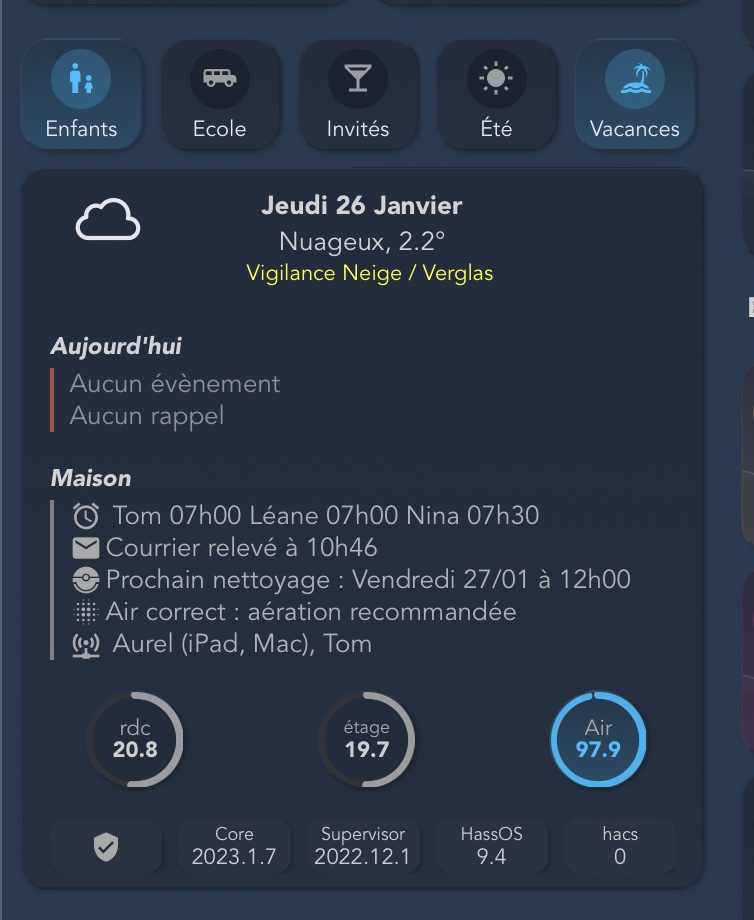 Enfants
Ecole
Invités
Été
Vacances
Jeudi 26 Janvier
Nuageux, 2.2°
Vigilance Neige / Verglas
Aujourd'hui
Aucun évènement
Aucun rappel
Maison
Tom 07h00 Léane 07h00 Nina 07h30
Courrier relevé à 10h46
Prochain nettoyage : Vendredi 27/01 à 12h00
Air correct : aération recommandée
Aurel (iPad, Mac), Tom
rdc
20.8
étage
19.7
Air
97.9
Core
2023.1.7
Supervisor
2022.12.1
HassOS
9.4
hacs
0